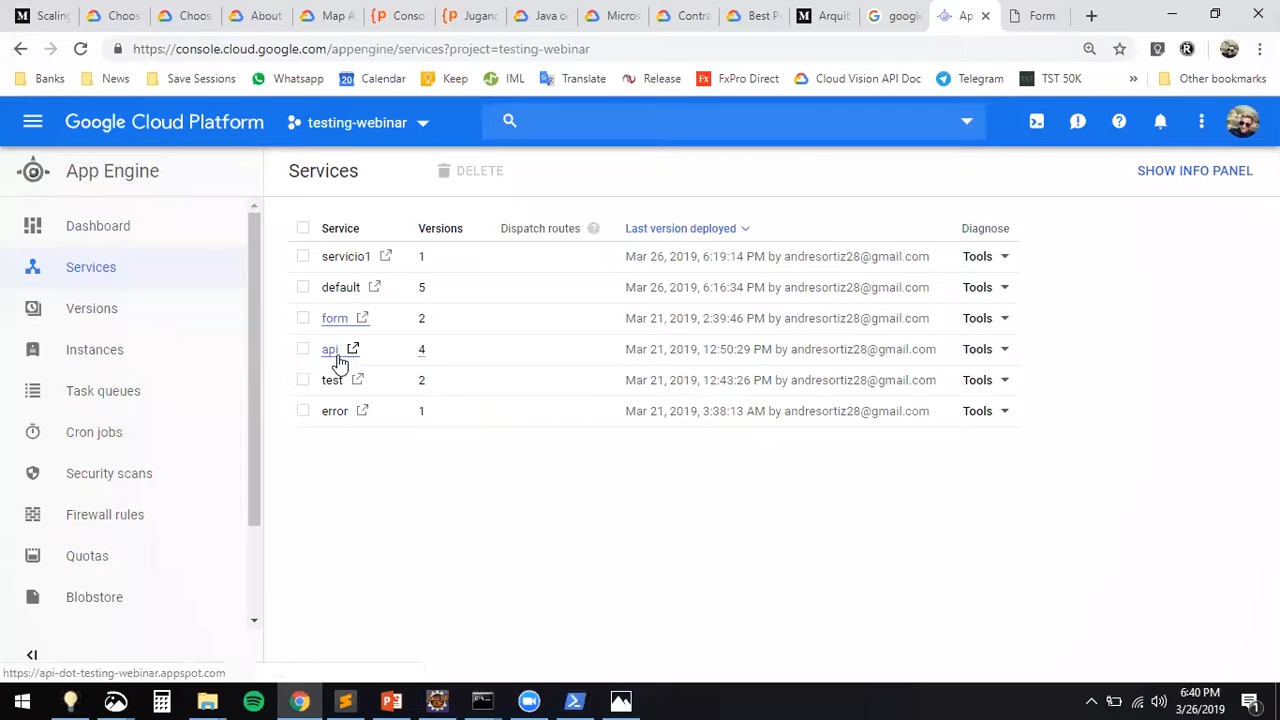 Scaling
Choos
Choos
About
Map A
Conso
Jugand
Java or
Micros
Contra
Best P
Arquit
google
Ap
Form
https://console.cloud.google.com/appengine/services?project=testing-webinar
Banks
News
Save Sessions
Whatsapp
20
Calendar
Keep
IML
Translate
Release
Fx
FxPro Direct
Cloud Vision API Doc
Telegram
TST
TST 50K
»
Other bookmarks
Google Cloud Platform
testing-webinar
App Engine
Services
DELETE
SHOW INFO PANEL
Dashboard
Services
Versions
Instances
Task queues
Cron jobs
Security scans
Firewall rules
Quotas
Blobstore
Service Versions Dispatch routes Last version deployed Diagnose
servicio1 1 Mar 26, 2019, 6:19:14 PM by andresortiz28@gmail.com Tools
default 5 Mar 26, 2019, 6:16:34 PM by andresortiz28@gmail.com Tools
form 2 Mar 21, 2019, 2:39:46 PM by andresortiz28@gmail.com Tools
api 4 Mar 21, 2019, 12:50:29 PM by andresortiz28@gmail.com Tools
test 2 Mar 21, 2019, 12:43:26 PM by andresortiz28@gmail.com Tools
error 1 Mar 21, 2019, 3:38:13 AM by andresortiz28@gmail.com Tools
https://api-dot-testing-webinar.appspot.com
6:40 PM
3/26/2019